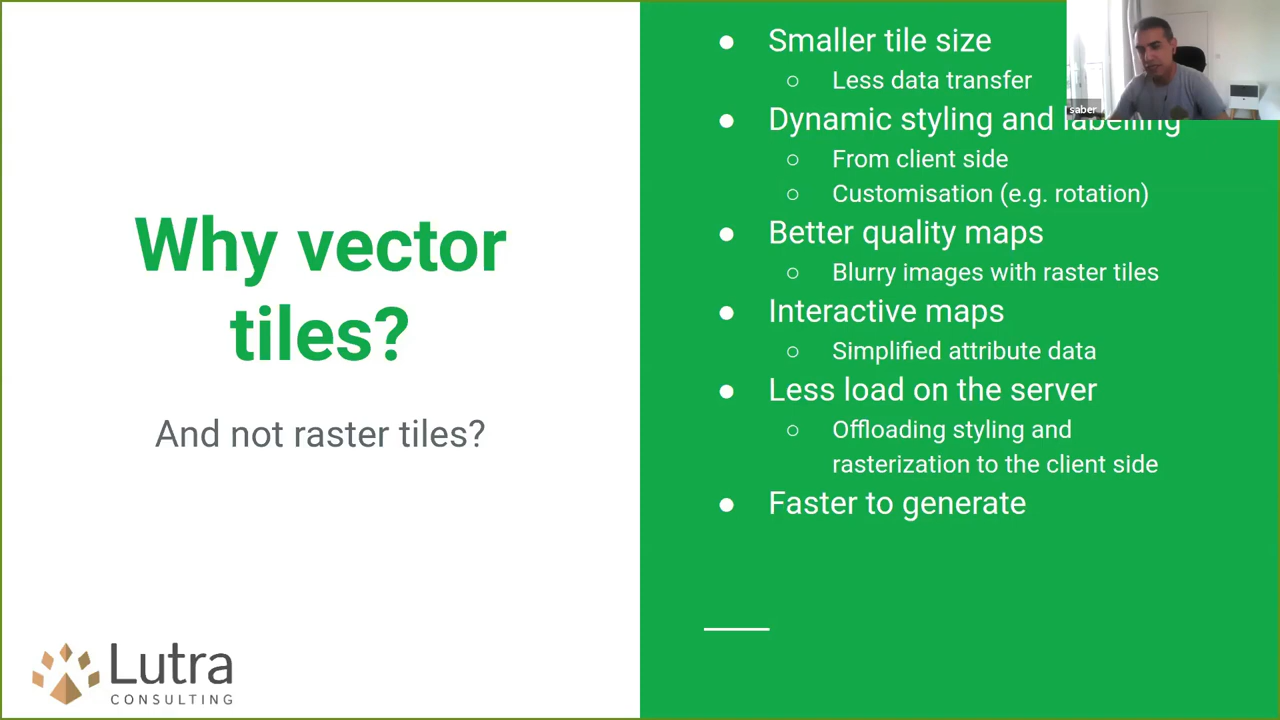 Why vector
tiles?
And not raster tiles?
Lutra
CONSULTING
● Smaller tile size
○ Less data transfer
● Dynamic styling and labelling
○ From client side
○ Customisation (e.g. rotation)
● Better quality maps
○ Blurry images with raster tiles
● Interactive maps
○ Simplified attribute data
● Less load on the server
○ Offloading styling and
rasterization to the client side
● Faster to generate
saber